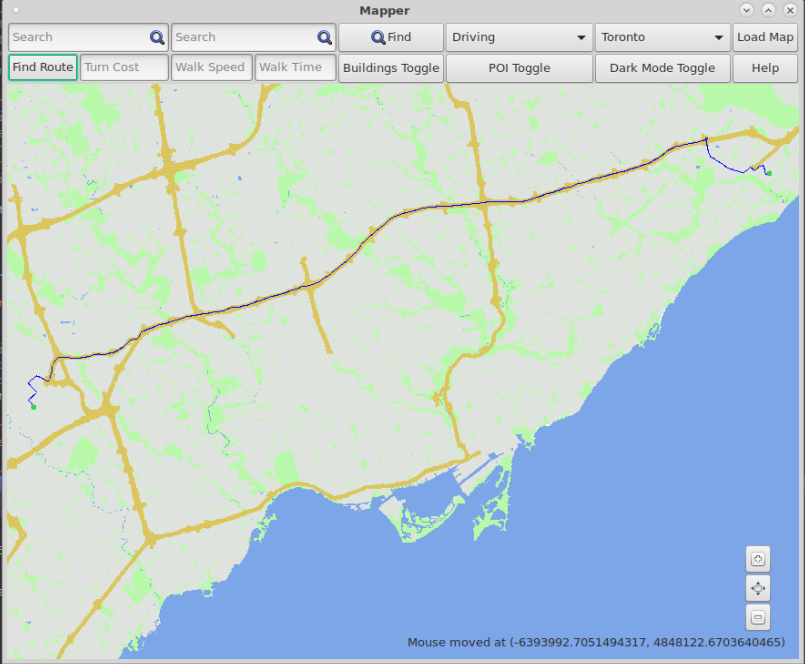 Mapper
Search Search Find Driving Toronto Load Map
Find Route Turn Cost Walk Speed Walk Time Buildings Toggle POI Toggle Dark Mode Toggle Help
Mouse moved at (-6393992.7051494317, 4848122.6703640465)